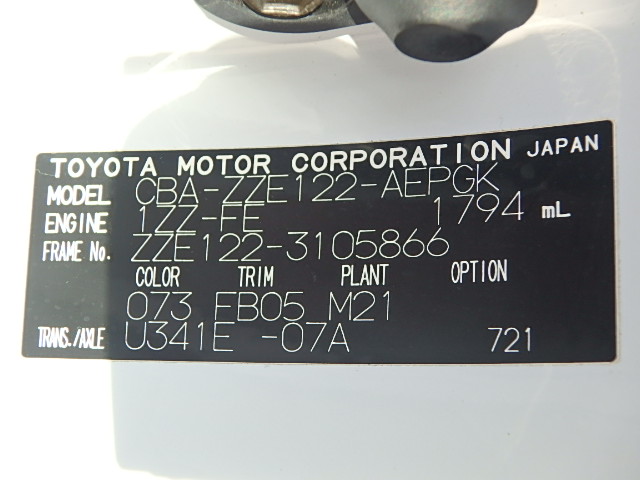 TOYOTA MOTOR CORPORATION JAPAN
MODEL CBA-ZZE122-AEPGK
ENGINE 1ZZ-FE 1794 mL
FRAME No. ZZE122-3105866
COLOR TRIM PLANT OPTION
073 FB05 M21
TRANS./AXLE U341E -07A 721